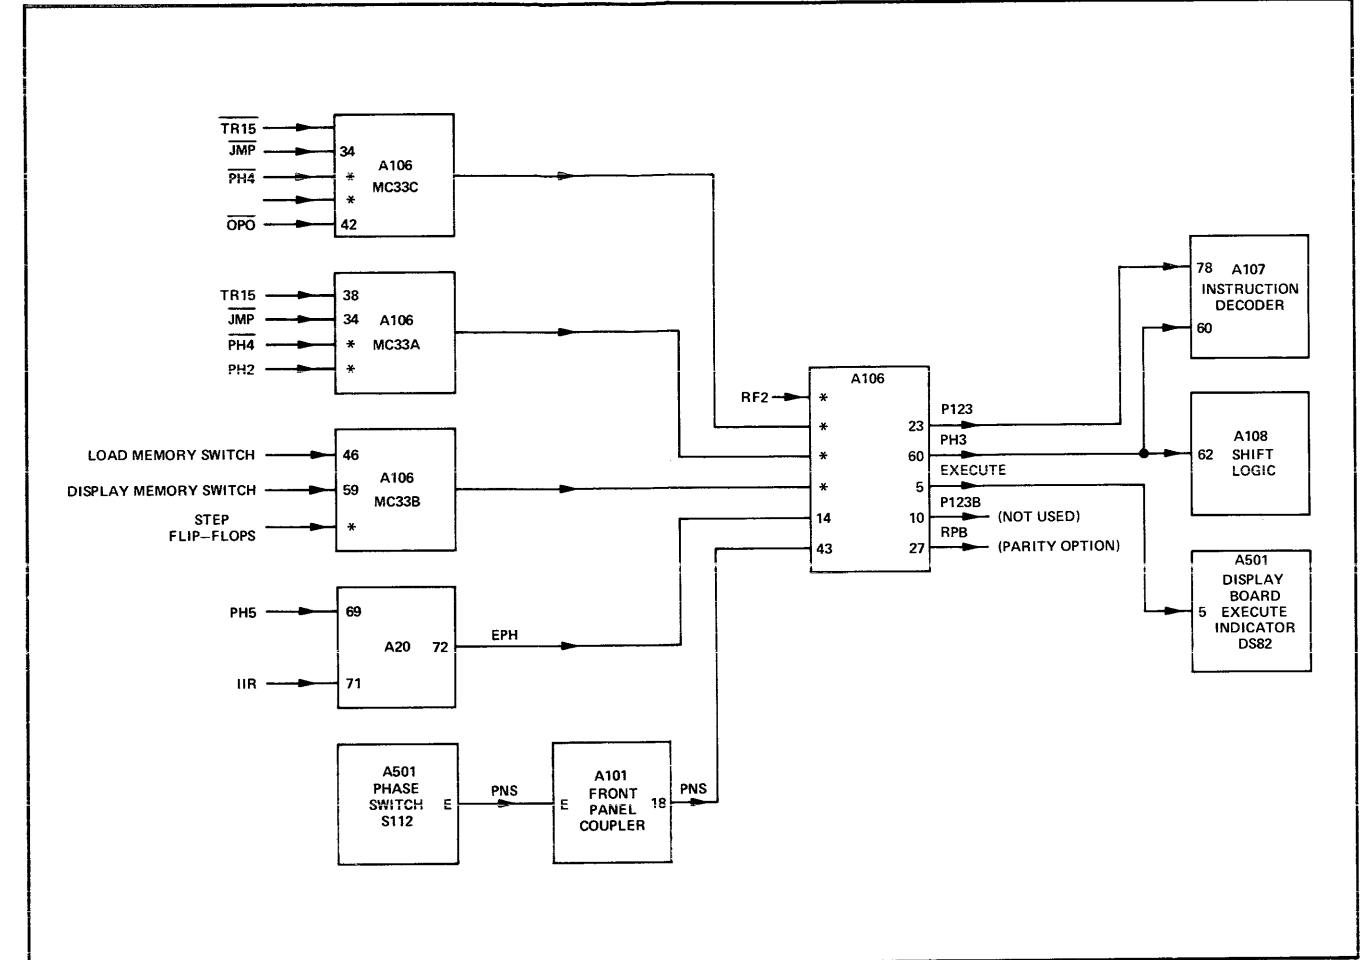 TR15
JMP
PH4
OPO
34
*
*
42
A106
MC33C
TR15
JMP
PH4
PH2
38
34
*
*
A106
MC33A
LOAD MEMORY SWITCH
DISPLAY MEMORY SWITCH
STEP
FLIP-FLOPS
46
59
*
A106
MC33B
PH5
IIR
69
71
A20
72
EPH
A501
PHASE
SWITCH
S112
E
PNS
E
A101
FRONT
PANEL
COUPLER
18
PNS
RF2
A106
*
*
*
*
14
43
23
60
5
10
27
P123
PH3
EXECUTE
P123B
(NOT USED)
RPB
(PARITY OPTION)
78
60
A107
INSTRUCTION
DECODER
62
A108
SHIFT
LOGIC
A501
DISPLAY
BOARD
5 EXECUTE
INDICATOR
DS82